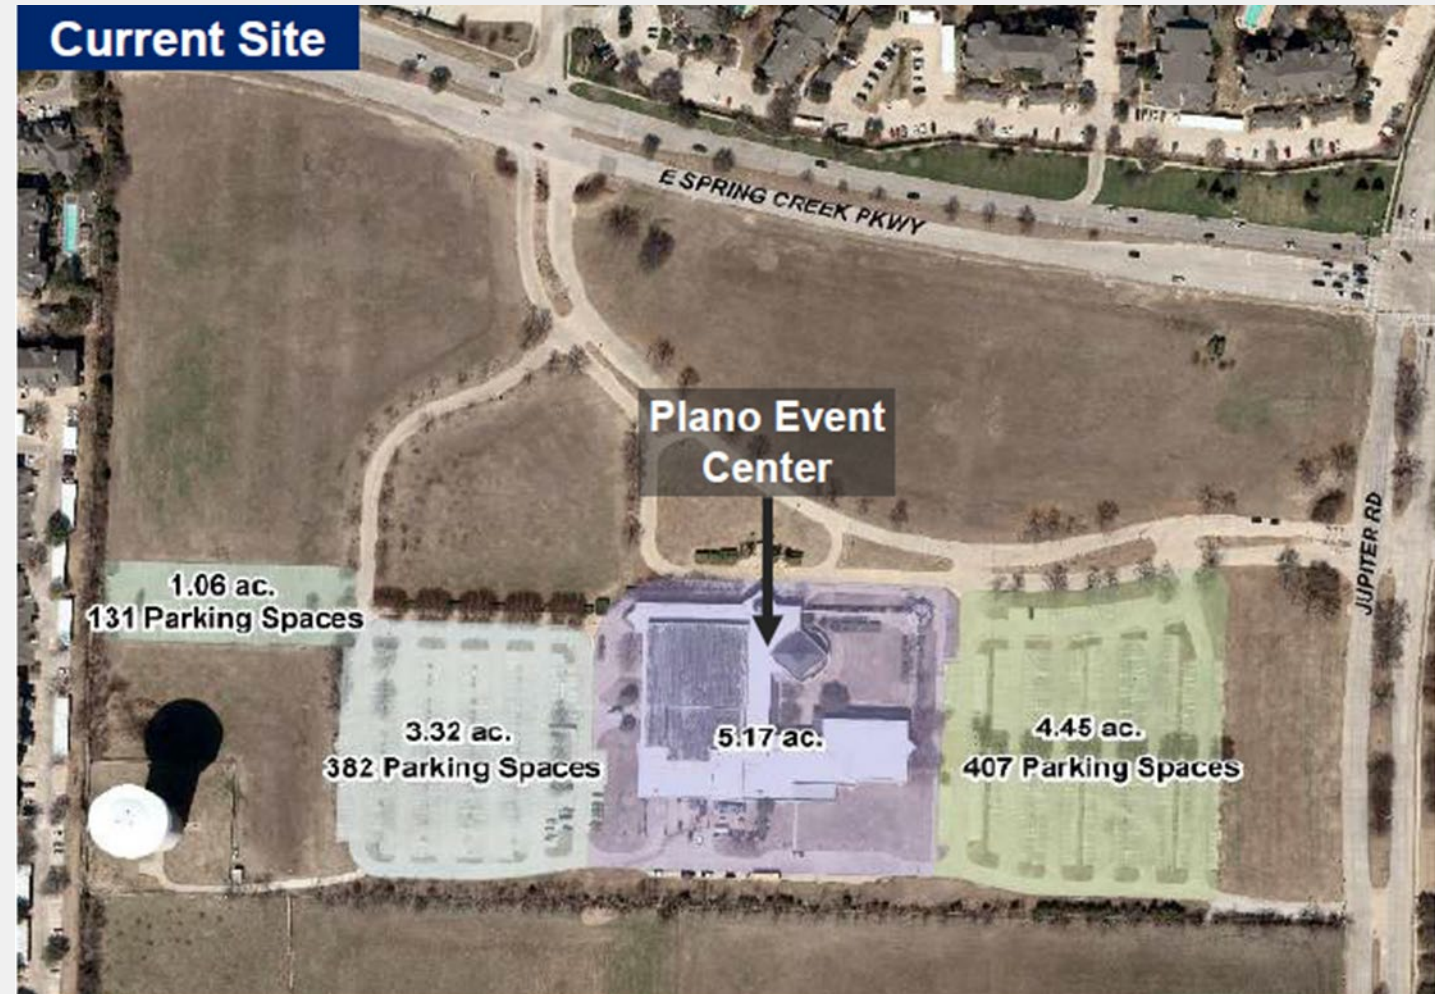 Current Site
E SPRING CREEK PKWY
Plano Event
Center
JUPITER RD
1.06 ac.
131 Parking Spaces
3.32 ac.
382 Parking Spaces
5.17 ac.
4.45 ac.
407 Parking Spaces